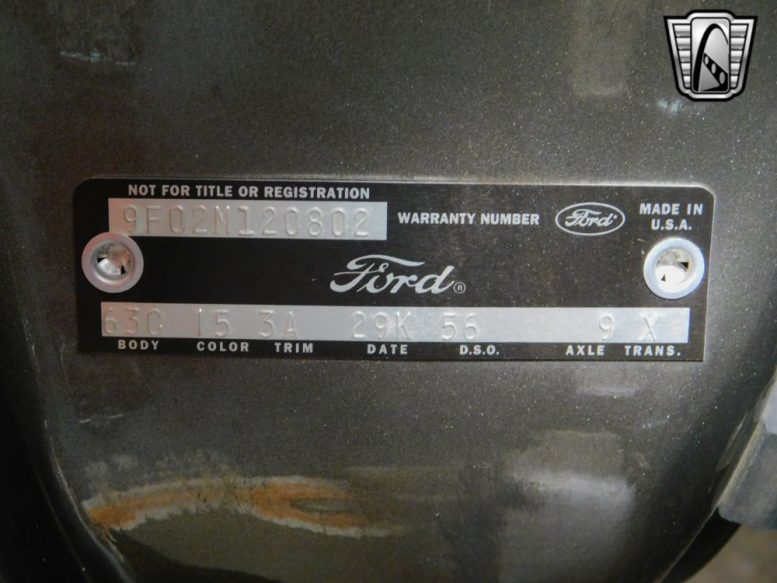 NOT FOR TITLE OR REGISTRATION
9F02M120802 WARRANTY NUMBER Ford MADE IN U.S.A.
Ford®
63C 15 3A 29K 56 9 X
BODY COLOR TRIM DATE D.S.O. AXLE TRANS.